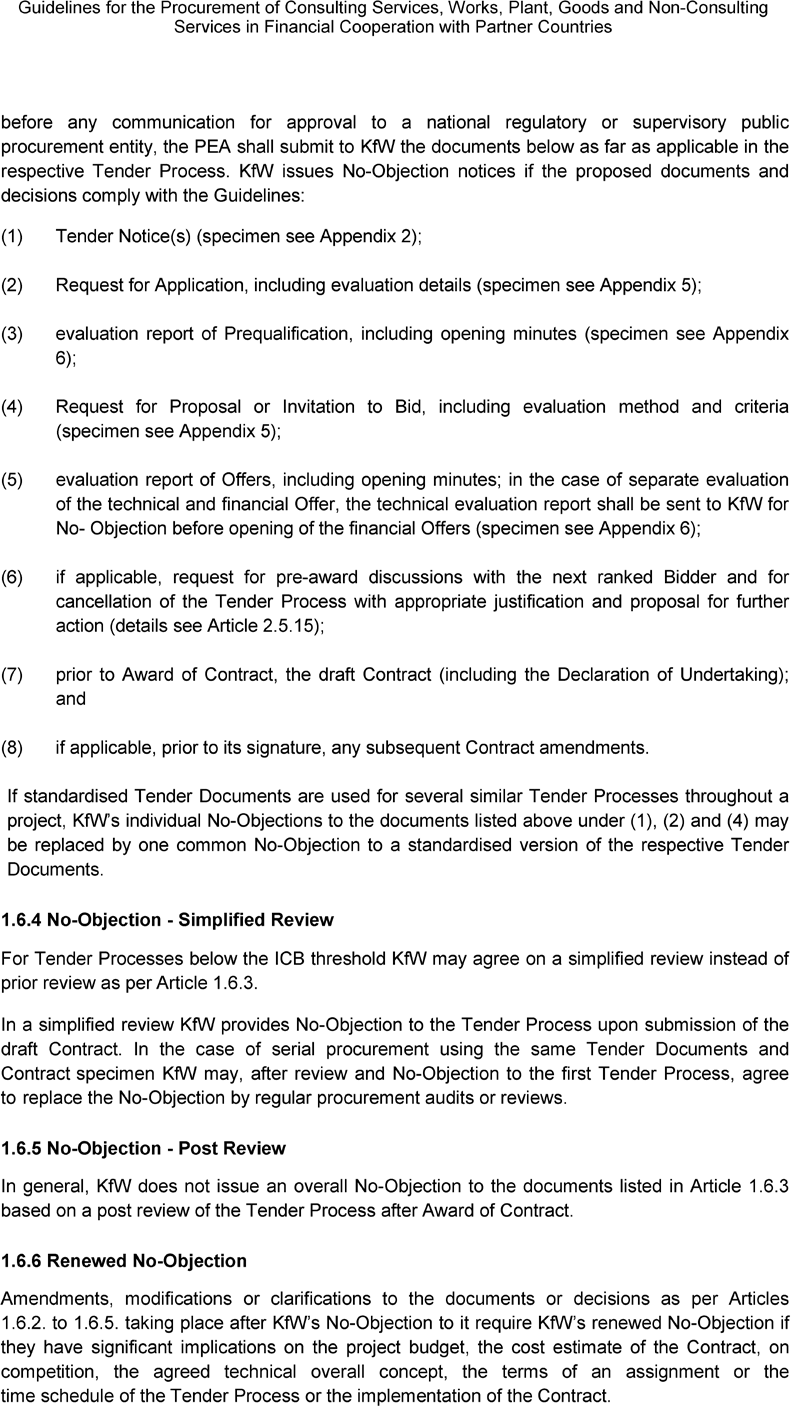 Guidelines for the Procurement of Consulting Services, Works, Plant, Goods and Non-Consulting
Services in Financial Cooperation with Partner Countries
before any communication for approval to a national regulatory or supervisory public
procurement entity, the PEA shall submit to KfW the documents below as far as applicable in the
respective Tender Process. KfW issues No-Objection notices if the proposed documents and
decisions comply with the Guidelines:
(1) Tender Notice(s) (specimen see Appendix 2);
(2) Request for Application, including evaluation details (specimen see Appendix 5);
(3) evaluation report of Prequalification, including opening minutes (specimen see Appendix
6);
(4) Request for Proposal or Invitation to Bid, including evaluation method and criteria
(specimen see Appendix 5);
(5) evaluation report of Offers, including opening minutes; in the case of separate evaluation
of the technical and financial Offer, the technical evaluation report shall be sent to KfW for
No- Objection before opening of the financial Offers (specimen see Appendix 6);
(6) if applicable, request for pre-award discussions with the next ranked Bidder and for
cancellation of the Tender Process with appropriate justification and proposal for further
action (details see Article 2.5.15);
(7) prior to Award of Contract, the draft Contract (including the Declaration of Undertaking);
and
(8) if applicable, prior to its signature, any subsequent Contract amendments.
If standardised Tender Documents are used for several similar Tender Processes throughout a
project, KfW's individual No-Objections to the documents listed above under (1), (2) and (4) may
be replaced by one common No-Objection to a standardised version of the respective Tender
Documents.
1.6.4 No-Objection - Simplified Review
For Tender Processes below the ICB threshold KfW may agree on a simplified review instead of
prior review as per Article 1.6.3.
In a simplified review KfW provides No-Objection to the Tender Process upon submission of the
draft Contract. In the case of serial procurement using the same Tender Documents and
Contract specimen KfW may, after review and No-Objection to the first Tender Process, agree
to replace the No-Objection by regular procurement audits or reviews.
1.6.5 No-Objection - Post Review
In general, KfW does not issue an overall No-Objection to the documents listed in Article 1.6.3
based on a post review of the Tender Process after Award of Contract.
1.6.6 Renewed No-Objection
Amendments, modifications or clarifications to the documents or decisions as per Articles
1.6.2. to 1.6.5. taking place after KfW's No-Objection to it require KfW's renewed No-Objection if
they have significant implications on the project budget, the cost estimate of the Contract, on
competition, the agreed technical overall concept, the terms of an assignment or the
time schedule of the Tender Process or the implementation of the Contract.